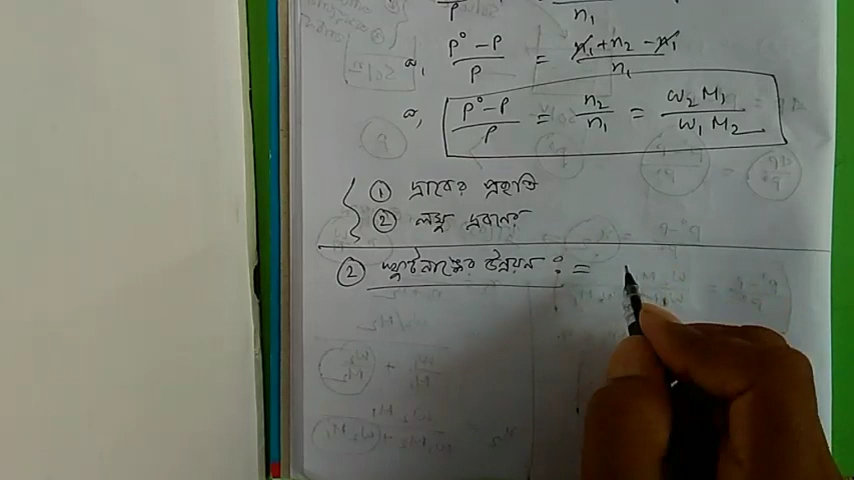 P
n₁
বা, P° - P / P = n₁ + n₂ - n₁ / n₁
বা, P° - P / P = n₂ / n₁ = w₂ M₁ / w₁ M₂
① দ্রাবের প্রকৃতি
② লঘু দ্রবণের
② স্ফুটনাঙ্কের উন্নয়ন : =